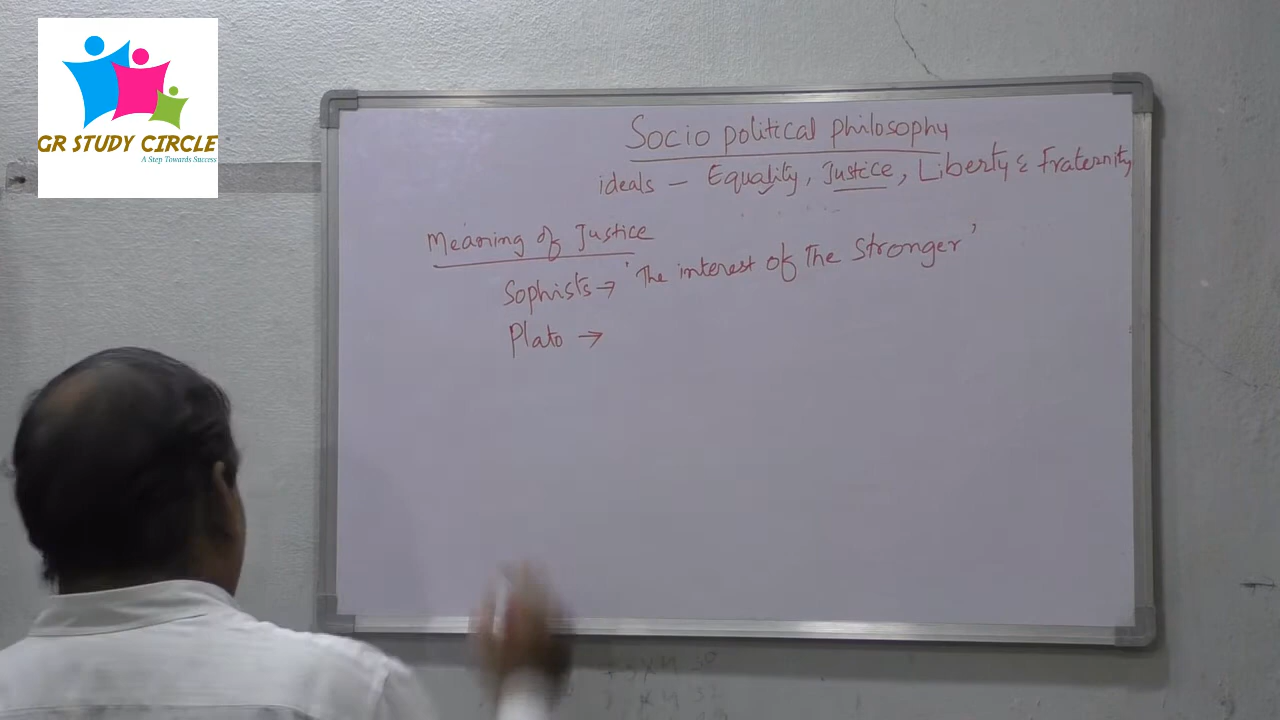 GR STUDY CIRCLE
A Step Towards Success
Socio political philosophy
ideals — Equality, Justice, Liberty & Fraternity
Meaning of Justice
Sophists → 'The interest of The Stronger'
Plato →